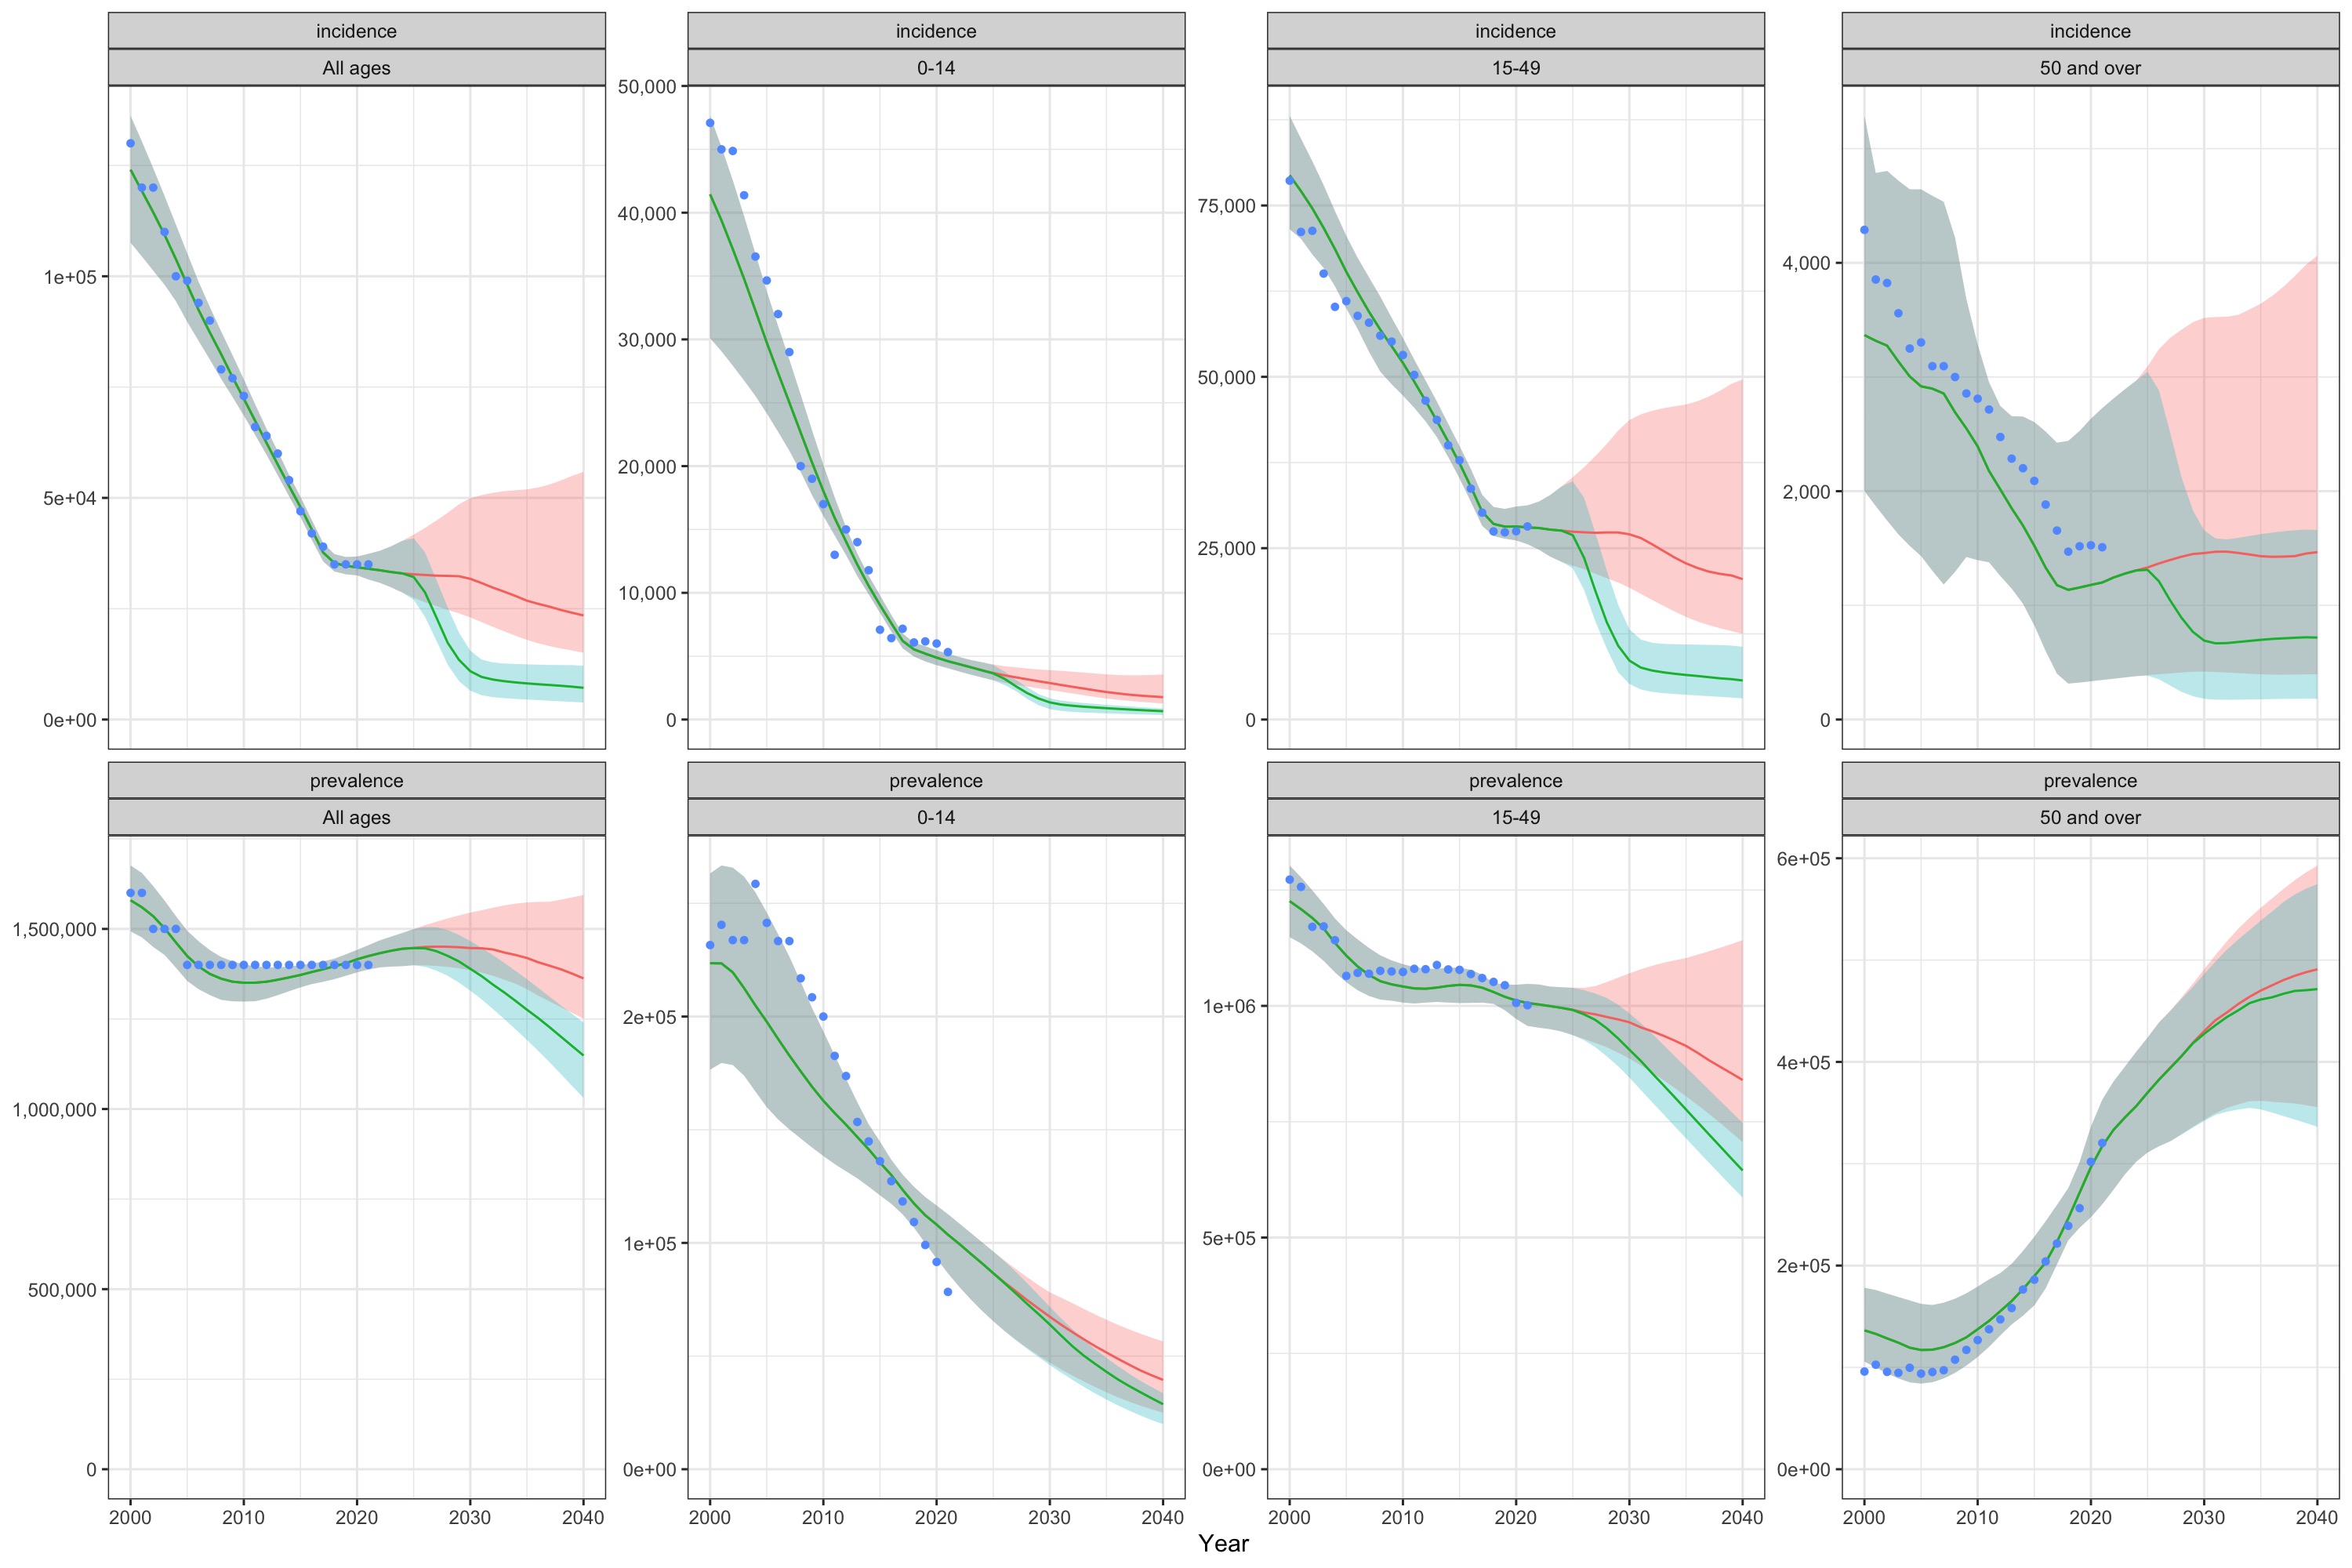 incidence
All ages
1e+05
5e+04
0e+00
incidence
0-14
50,000
40,000
30,000
20,000
10,000
0
incidence
15-49
75,000
50,000
25,000
0
incidence
50 and over
4,000
2,000
0
prevalence
All ages
1,500,000
1,000,000
500,000
0
2000 2010 2020 2030 2040
prevalence
0-14
2e+05
1e+05
0e+00
2000 2010 2020 2030 2040
prevalence
15-49
1e+06
5e+05
0e+00
2000 2010 2020 2030 2040
prevalence
50 and over
6e+05
4e+05
2e+05
0e+00
2000 2010 2020 2030 2040
Year